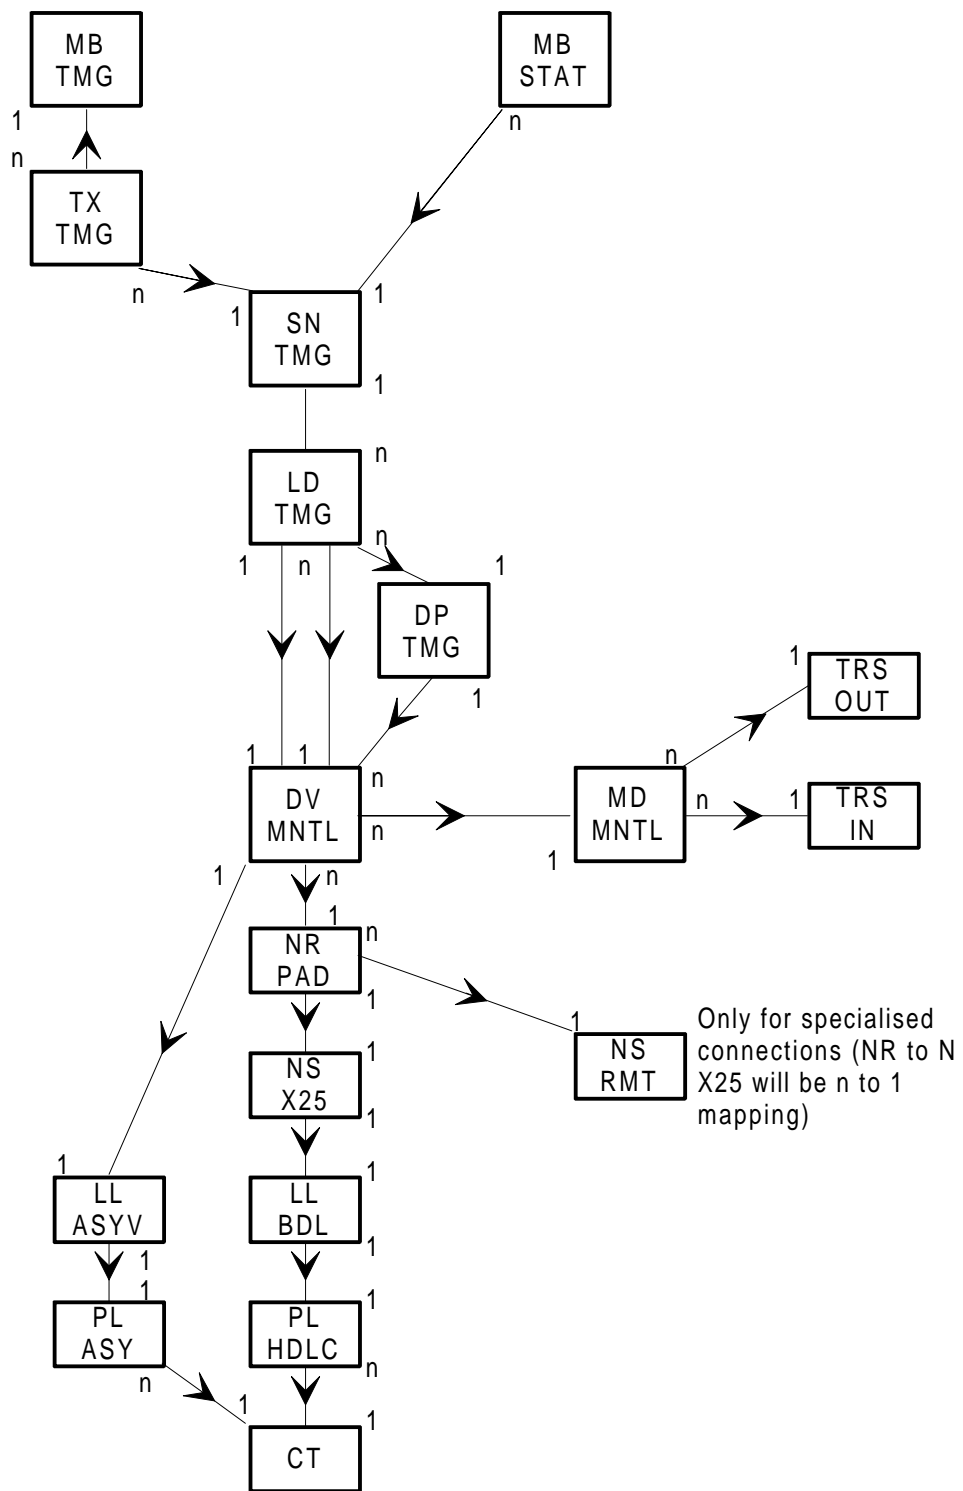 MB
TMG
MB
STAT
1
n
n
TX
TMG
n
1
1
SN
TMG
1
n
LD
TMG
n
1
n
1
DP
TMG
1
1
TRS
OUT
1
1
n
n
DV
MNTL
n
MD
MNTL
n
1
TRS
IN
1
1
n
1
n
NR
PAD
1
1
NS
RMT
Only for specialised
connections (NR to N
X25 will be n to 1
mapping)
1
NS
X25
1
1
LL
ASYV
1
LL
BDL
1
1
1
PL
ASY
1
PL
HDLC
n
n
1
1
CT